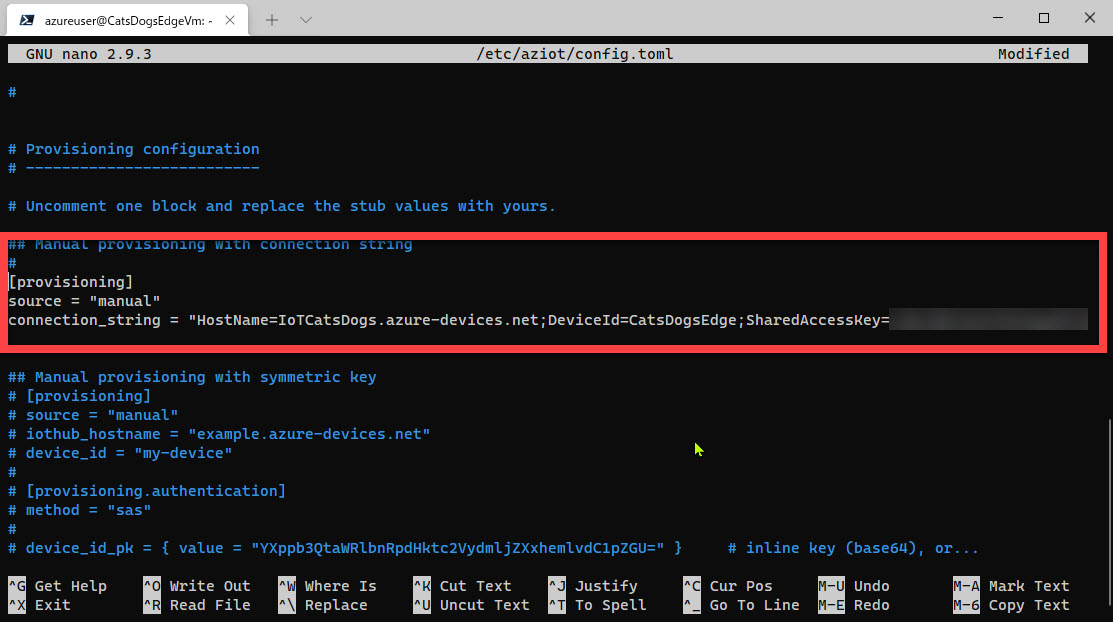 azureuser@CatsDogsEdgeVm: -
GNU nano 2.9.3 /etc/aziot/config.toml Modified
#
# Provisioning configuration
# --------------------------
# Uncomment one block and replace the stub values with yours.
## Manual provisioning with connection string
#
[provisioning]
source = "manual"
connection_string = "HostName=IoTCatsDogs.azure-devices.net;DeviceId=CatsDogsEdge;SharedAccessKey=
## Manual provisioning with symmetric key
# [provisioning]
# source = "manual"
# iothub_hostname = "example.azure-devices.net"
# device_id = "my-device"
#
# [provisioning.authentication]
# method = "sas"
#
# device_id_pk = { value = "YXppb3QtaWRlbnRpdHktc2VydmljZXxhemlvdC1pZGU=" } # inline key (base64), or...
^G Get Help ^O Write Out ^W Where Is ^K Cut Text ^J Justify ^C Cur Pos M-U Undo M-A Mark Text
^X Exit ^R Read File ^\ Replace ^U Uncut Text ^T To Spell ^_ Go To Line M-E Redo M-6 Copy Text